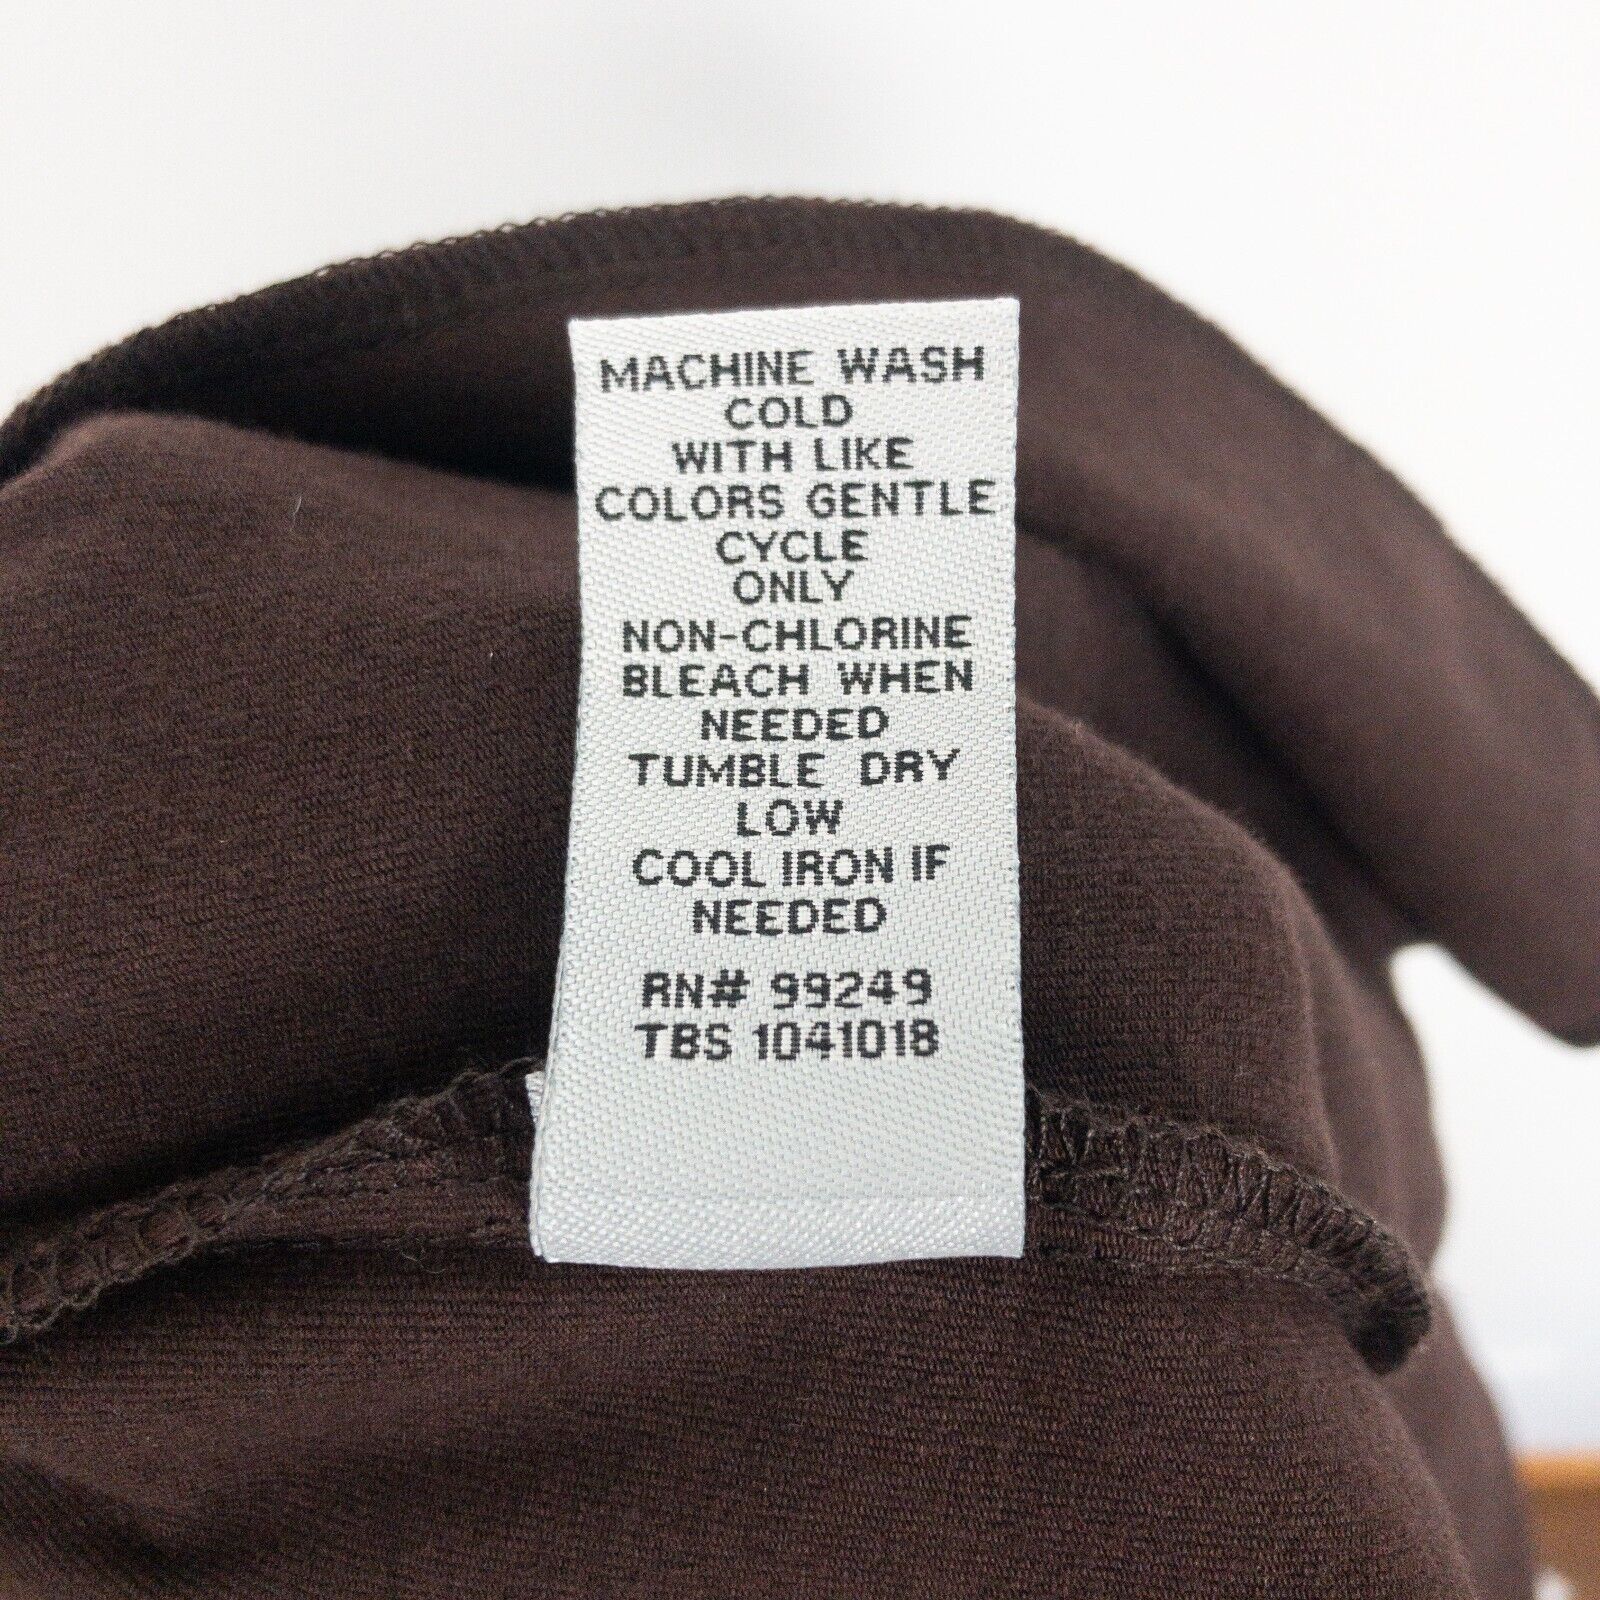 MACHINE WASH
COLD
WITH LIKE
COLORS GENTLE
CYCLE
ONLY
NON-CHLORINE
BLEACH WHEN
NEEDED
TUMBLE DRY
LOW
COOL IRON IF
NEEDED
RN# 99249
TBS 1041018